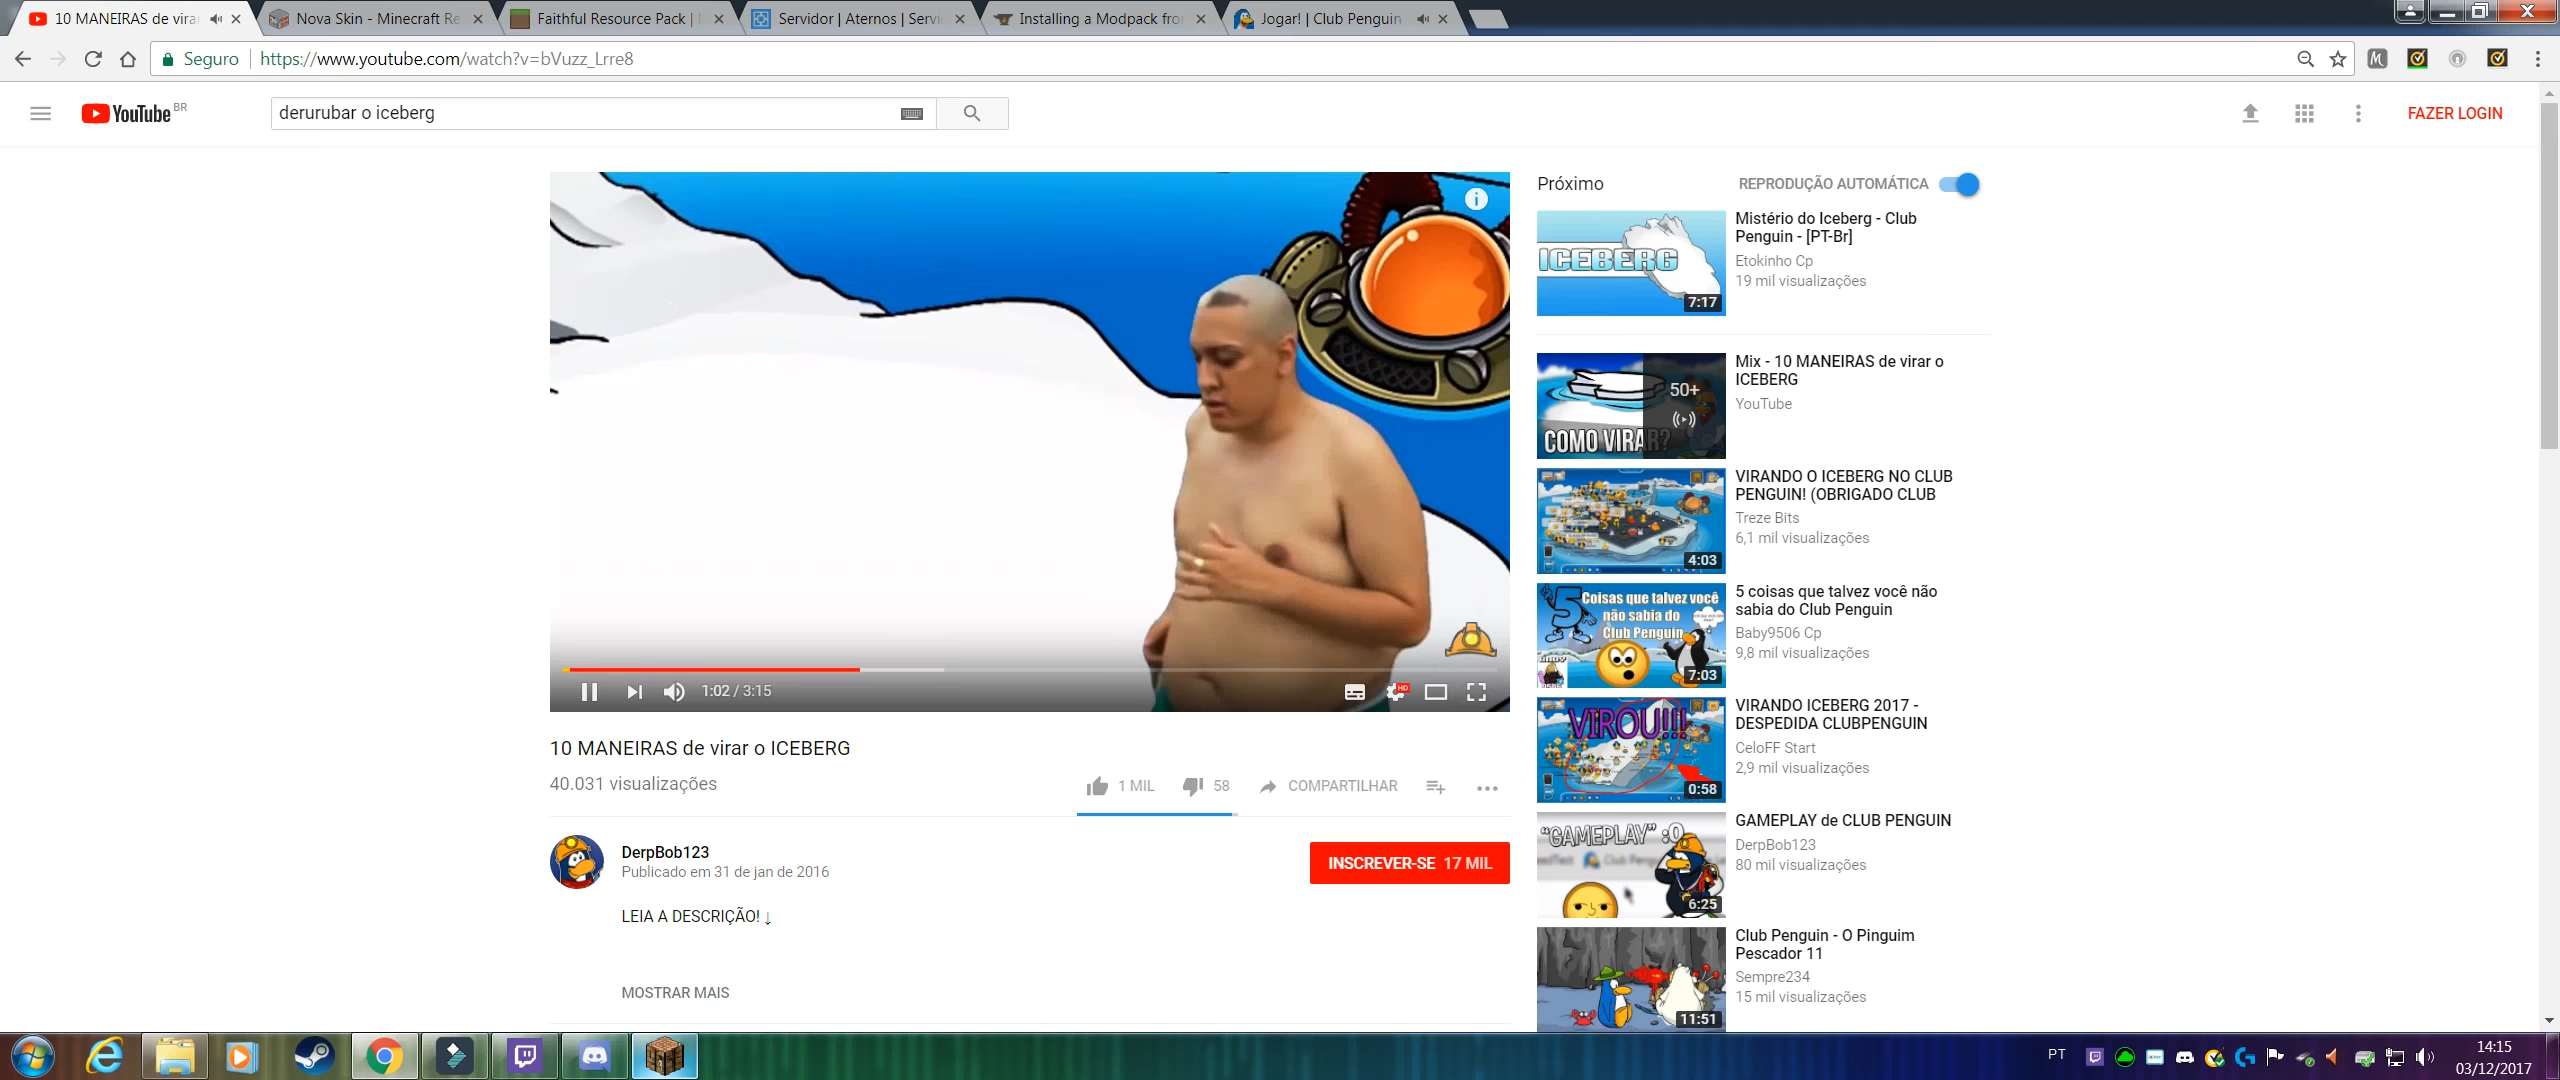 10 MANEIRAS de vira
Nova Skin - Minecraft Re
Faithful Resource Pack |
Servidor | Aternos | Servi
Installing a Modpack fro
Jogar! | Club Penguin
Seguro
https://www.youtube.com/watch?v=bVuzz_Lrre8
YouTube BR
derurubar o iceberg
FAZER LOGIN
1:02 / 3:15
HD
10 MANEIRAS de virar o ICEBERG
40.031 visualizações
1 MIL
58
COMPARTILHAR
DerpBob123
Publicado em 31 de jan de 2016
INSCREVER-SE 17 MIL
LEIA A DESCRIÇÃO! ↓
MOSTRAR MAIS
Próximo
REPRODUÇÃO AUTOMÁTICA
ICEBERG
7:17
Mistério do Iceberg - Club
Penguin - [PT-Br]
Etokinho Cp
19 mil visualizações
COMO VIRAR?
50+
Mix - 10 MANEIRAS de virar o
ICEBERG
YouTube
4:03
VIRANDO O ICEBERG NO CLUB
PENGUIN! (OBRIGADO CLUB
Treze Bits
6,1 mil visualizações
5 Coisas que talvez você
não sabia do
Club Penguin
7:03
5 coisas que talvez você não
sabia do Club Penguin
Baby9506 Cp
9,8 mil visualizações
VIROU!!!
0:58
VIRANDO ICEBERG 2017 -
DESPEDIDA CLUBPENGUIN
CeloFF Start
2,9 mil visualizações
"GAMEPLAY" :O
6:25
GAMEPLAY de CLUB PENGUIN
DerpBob123
80 mil visualizações
11:51
Club Penguin - O Pinguim
Pescador 11
Sempre234
15 mil visualizações
PT
14:15
03/12/2017